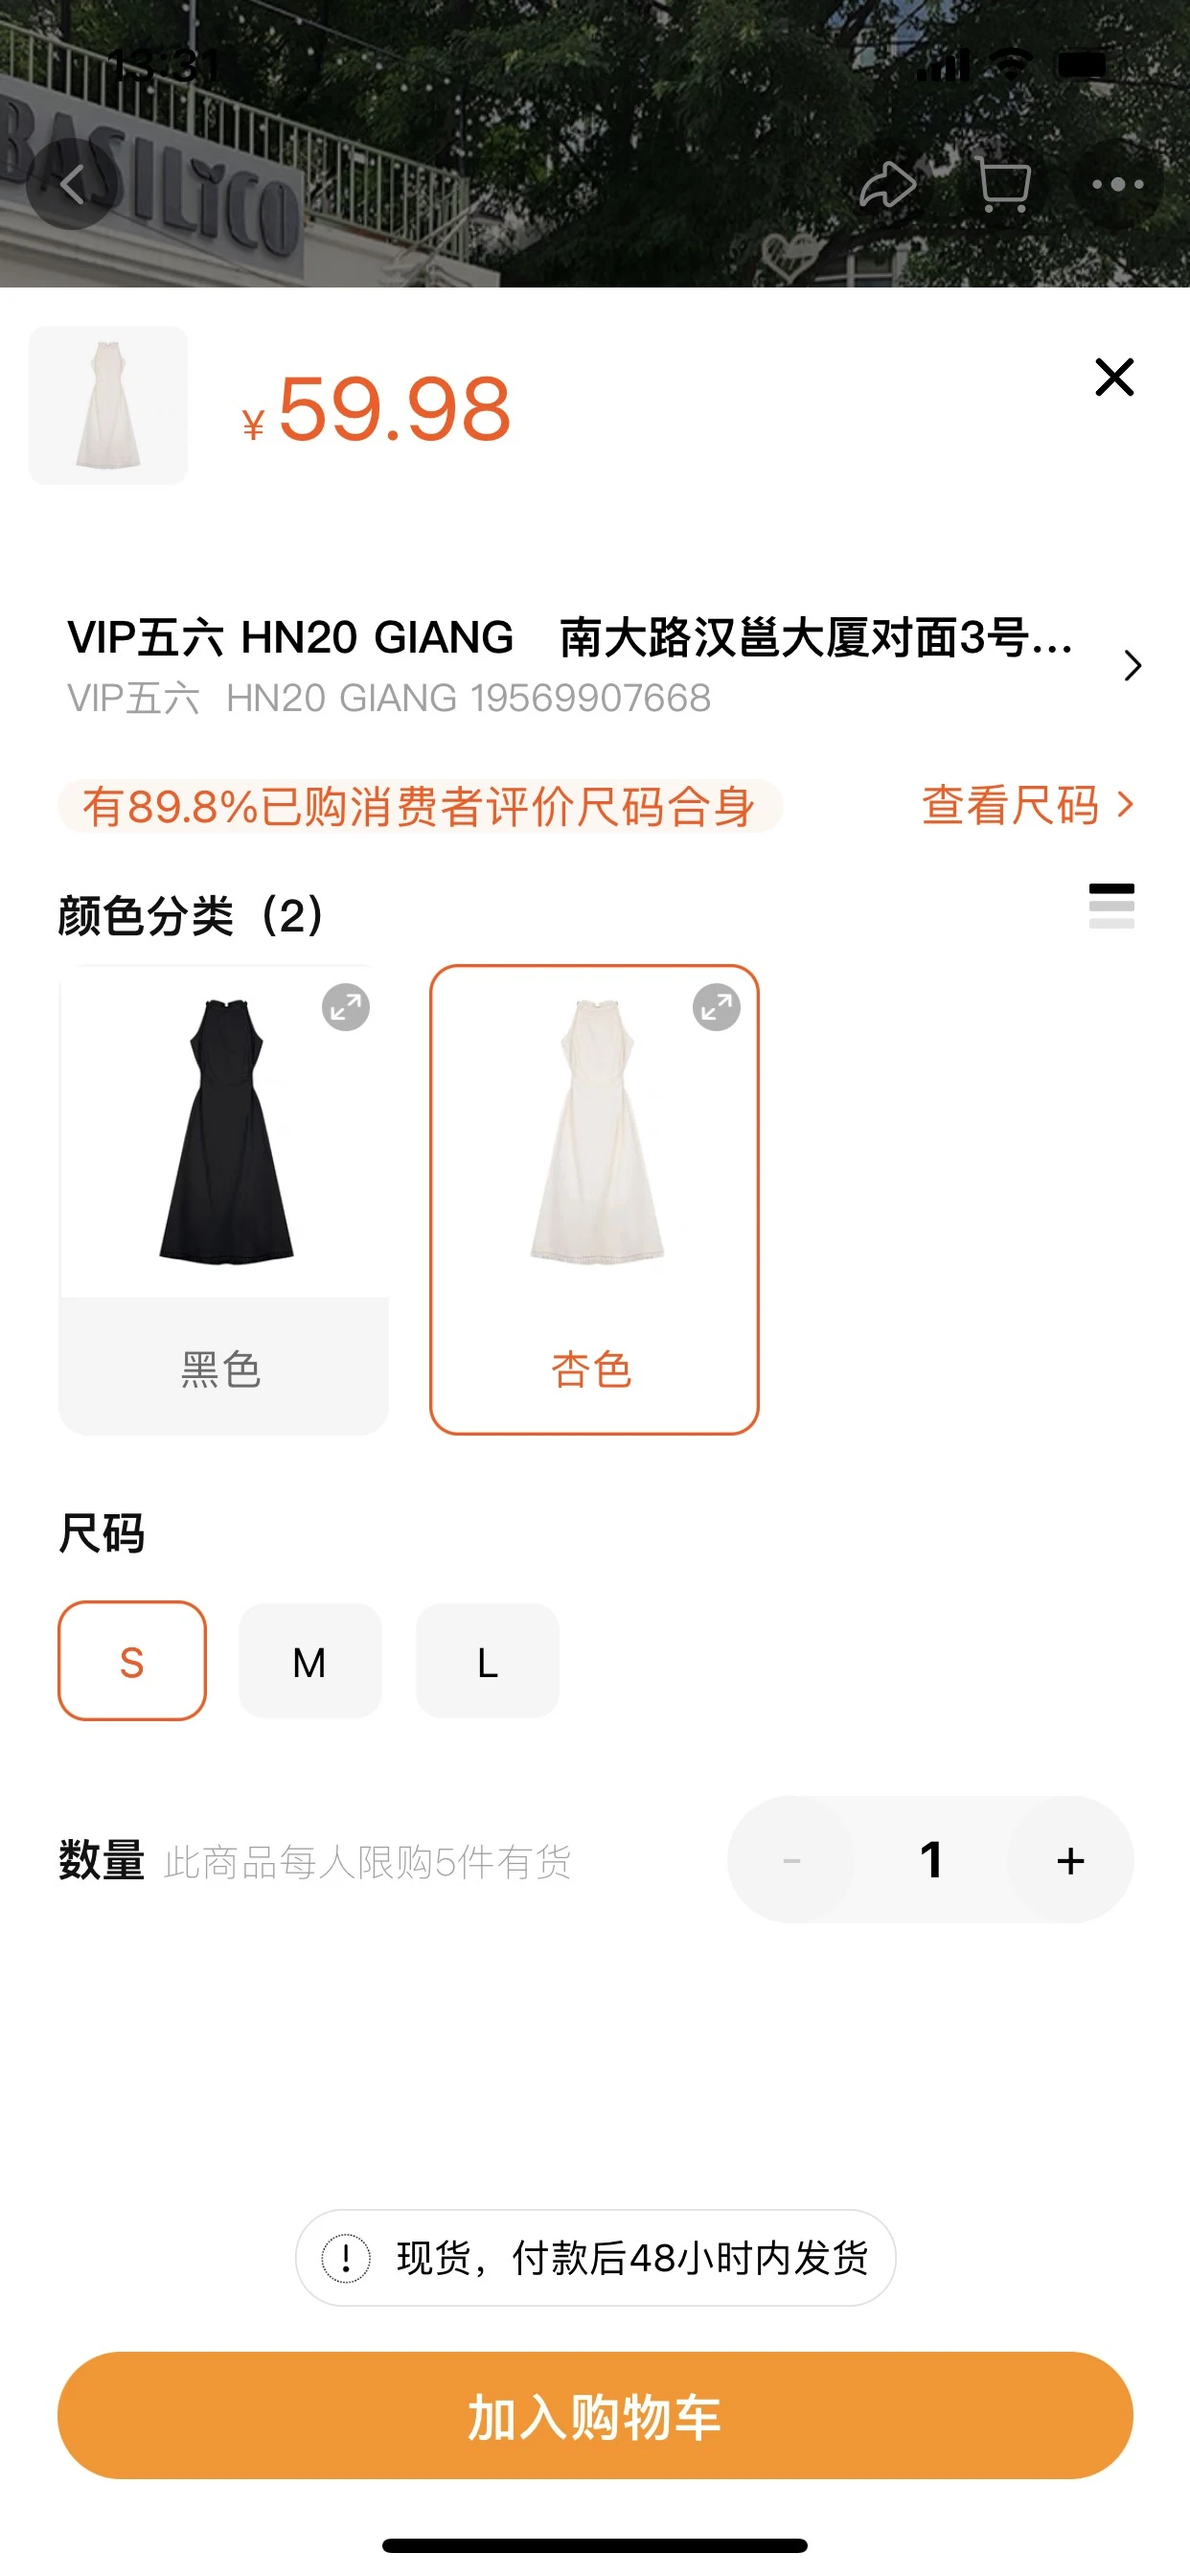 13:31
BASILICO
¥59.98
VIP五六 HN20 GIANG 南大路汉邕大厦对面3号...
VIP五六 HN20 GIANG 19569907668
有89.8%已购消费者评价尺码合身 查看尺码
颜色分类（2）
黑色 杏色
尺码
S M L
数量 此商品每人限购5件有货 - 1 +
现货，付款后48小时内发货
加入购物车